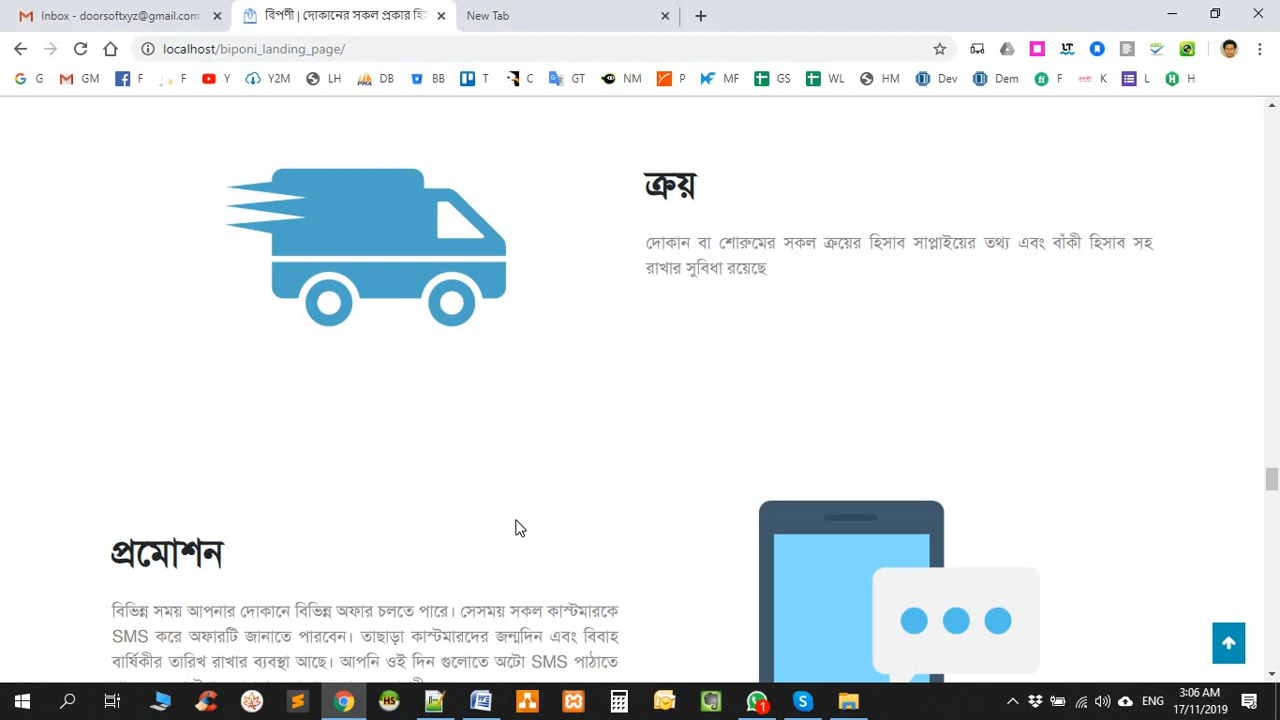 Inbox - doorsoftxyz@gmail.com
বিপণী | দোকানের সকল প্রকার হি
New Tab
localhost/biponi_landing_page/
G GM F F Y Y2M LH DB BB T C GT NM P MF GS WL HM Dev Dem F K L H
ক্রয়
দোকান বা শোরুমের সকল ক্রয়ের হিসাব সাপ্লাইয়ের তথ্য এবং বাঁকী হিসাব সহ
রাখার সুবিধা রয়েছে
প্রমোশন
বিভিন্ন সময় আপনার দোকানে বিভিন্ন অফার চলতে পারে। সেসময় সকল কাস্টমারকে
SMS করে অফারটি জানাতে পারবেন। তাছাড়া কাস্টমারদের জন্মদিন এবং বিবাহ
বার্ষিকীর তারিখ রাখার ব্যবস্থা আছে। আপনি ওই দিন গুলোতে অটো SMS পাঠাতে
ENG
3:06 AM
17/11/2019